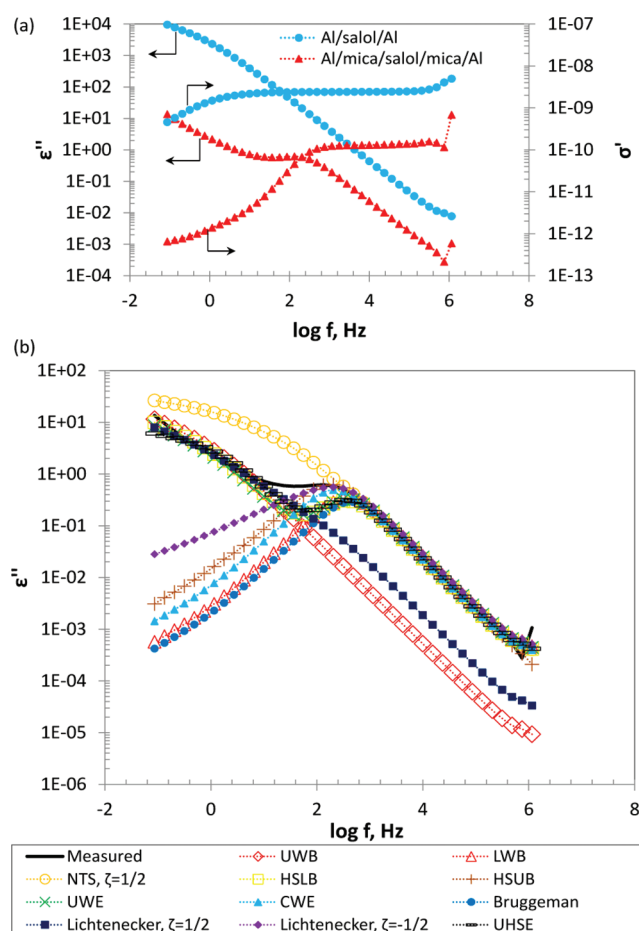 (a)
1E+04
1E+03
1E+02
1E+01
1E+00
1E-01
1E-02
1E-03
1E-04
ε''
Al/salol/Al
Al/mica/salol/mica/Al
1E-07
1E-08
1E-09
1E-10
1E-11
1E-12
1E-13
σ'
-2 0 2 4 6 8
log f, Hz
(b)
1E+02
1E+01
1E+00
1E-01
1E-02
1E-03
1E-04
1E-05
1E-06
ε''
-2 0 2 4 6 8
log f, Hz
Measured UWB LWB
NTS, ζ=1/2 HSLB HSUB
UWE CWE Bruggeman
Lichtenecker, ζ=1/2 Lichtenecker, ζ=-1/2 UHSE